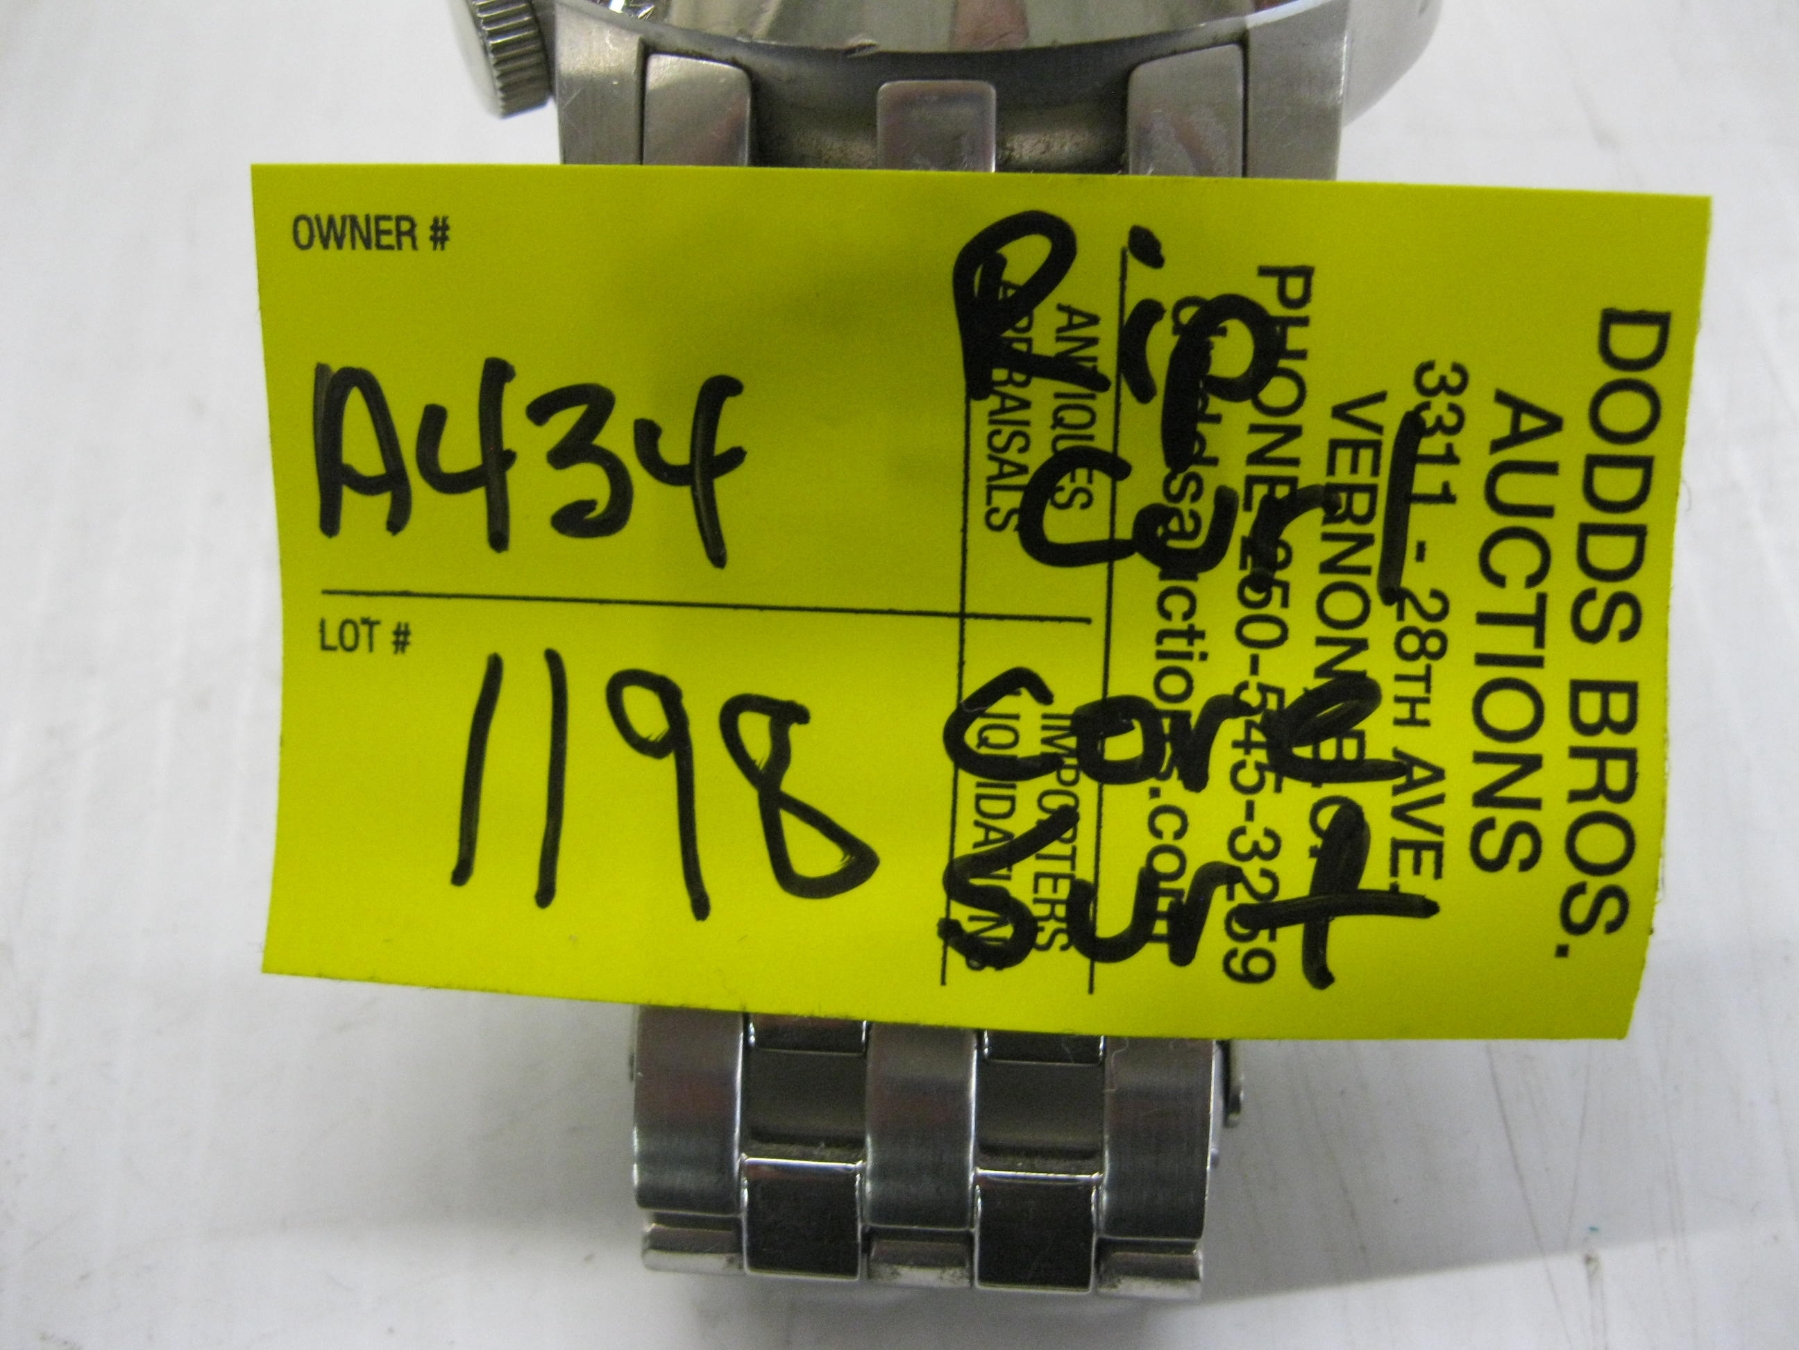 OWNER #
A434
LOT #
1198
Rip
Curl
core
surt
DODDS BROS.
AUCTIONS
3311 - 28TH AVE.
VERNON, B.C.
PHONE 250-545-3259
doddsauctions.com
ANTIQUES
APPRAISALS
IMPORTERS
LIQUIDATIONS